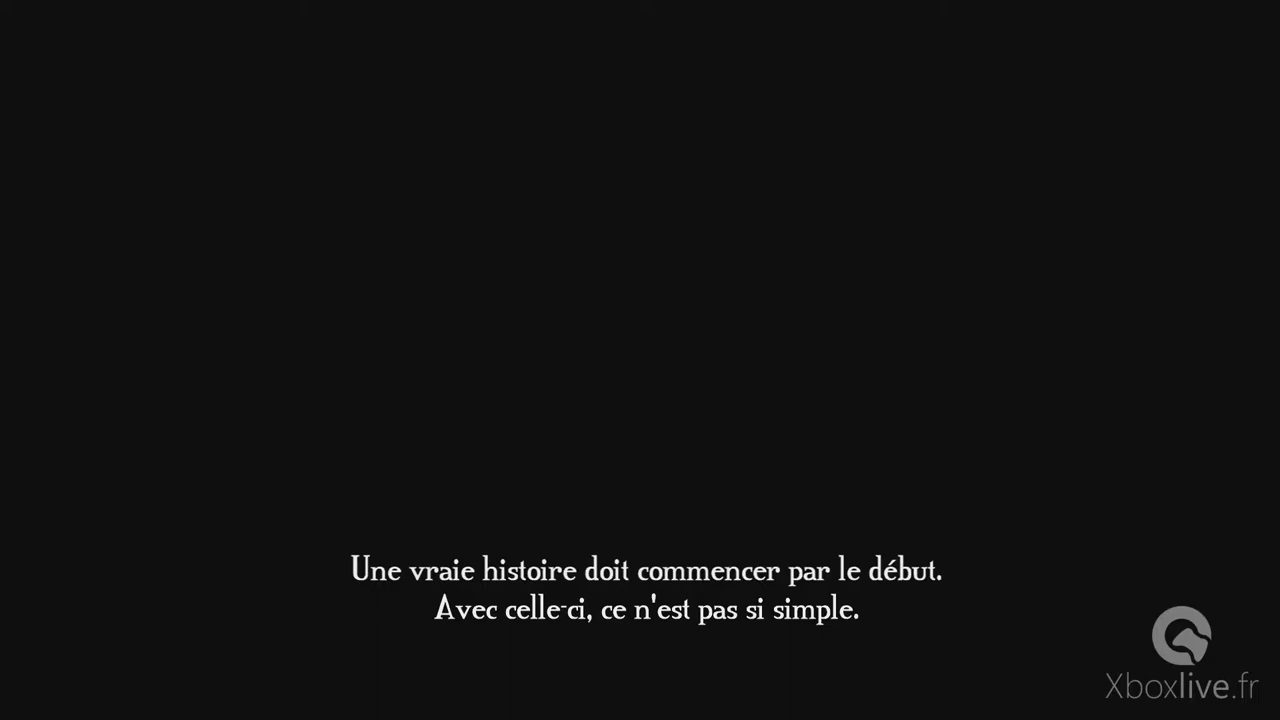 Une vraie histoire doit commencer par le début.
Avec celle-ci, ce n'est pas si simple.
Xboxlive.fr